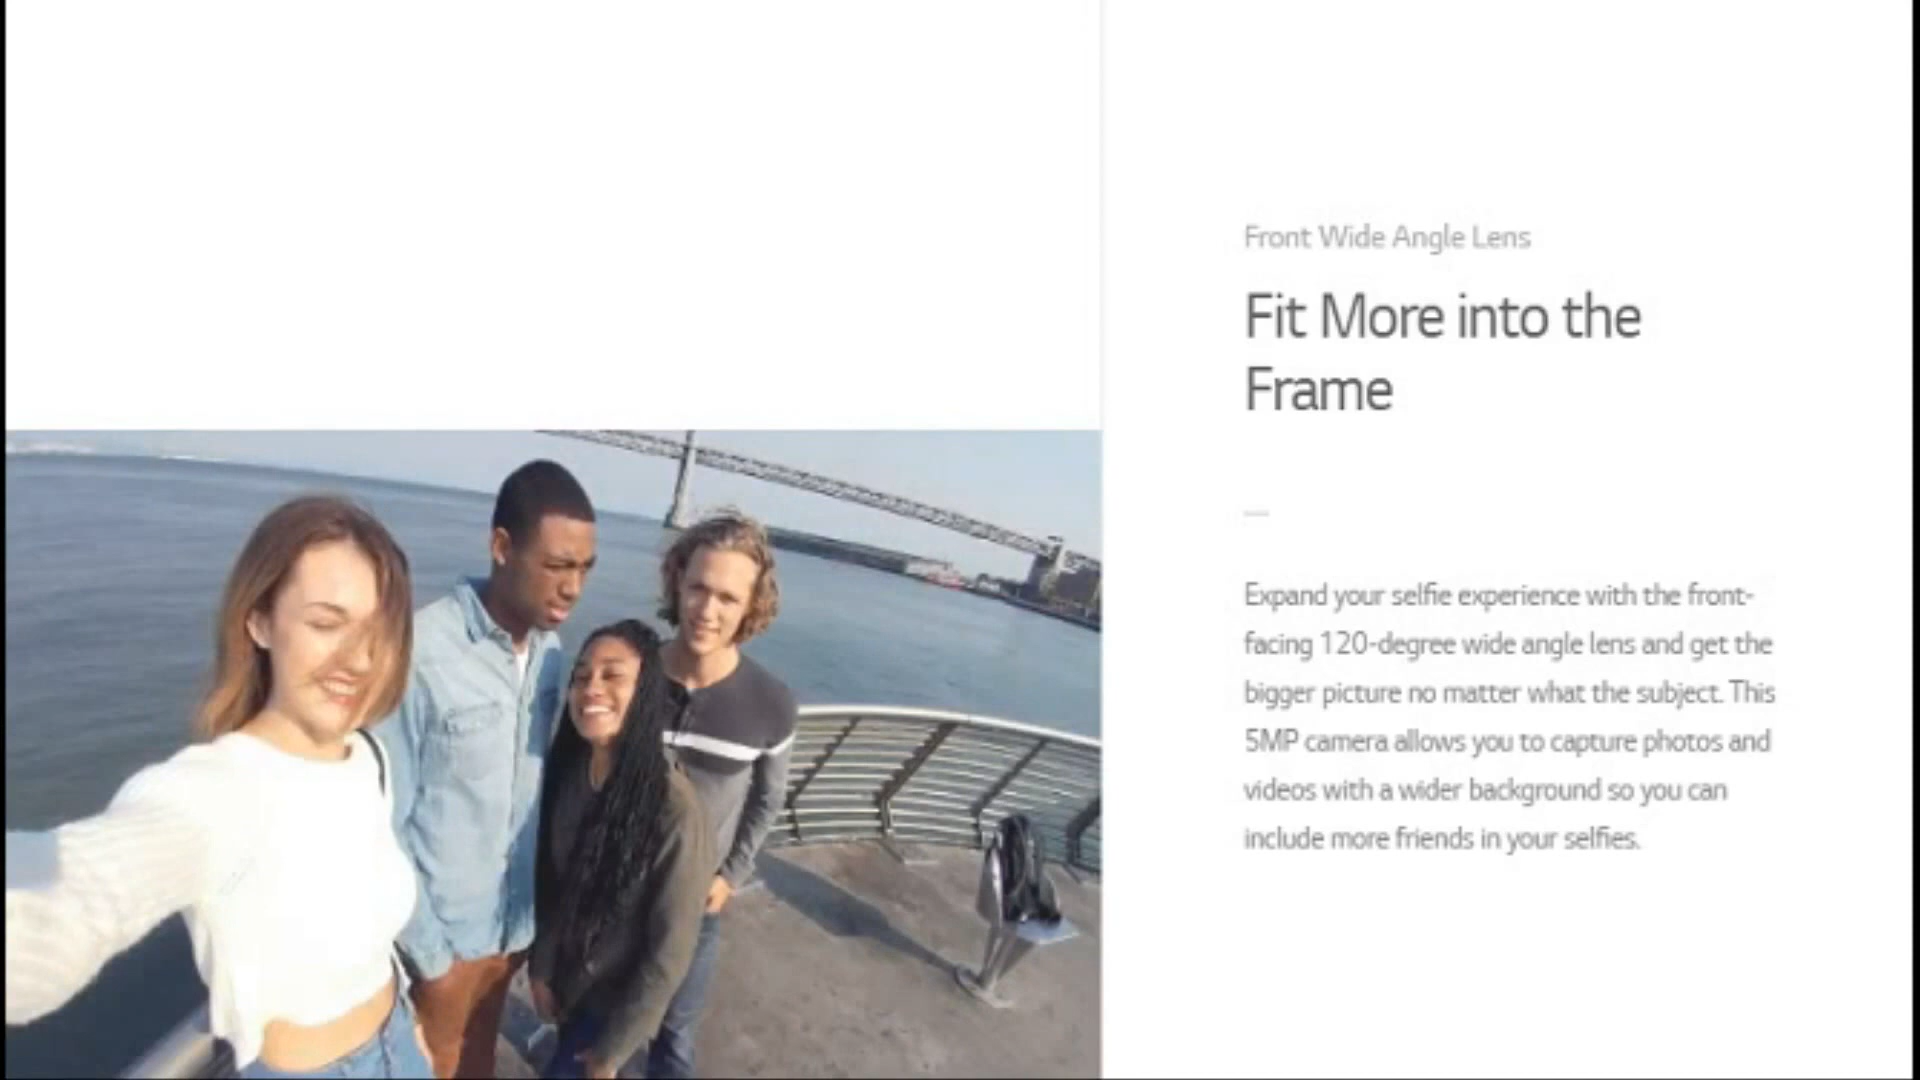 Front Wide Angle Lens
Fit More into the
Frame
Expand your selfie experience with the front-
facing 120-degree wide angle lens and get the
bigger picture no matter what the subject. This
5MP camera allows you to capture photos and
videos with a wider background so you can
include more friends in your selfies.